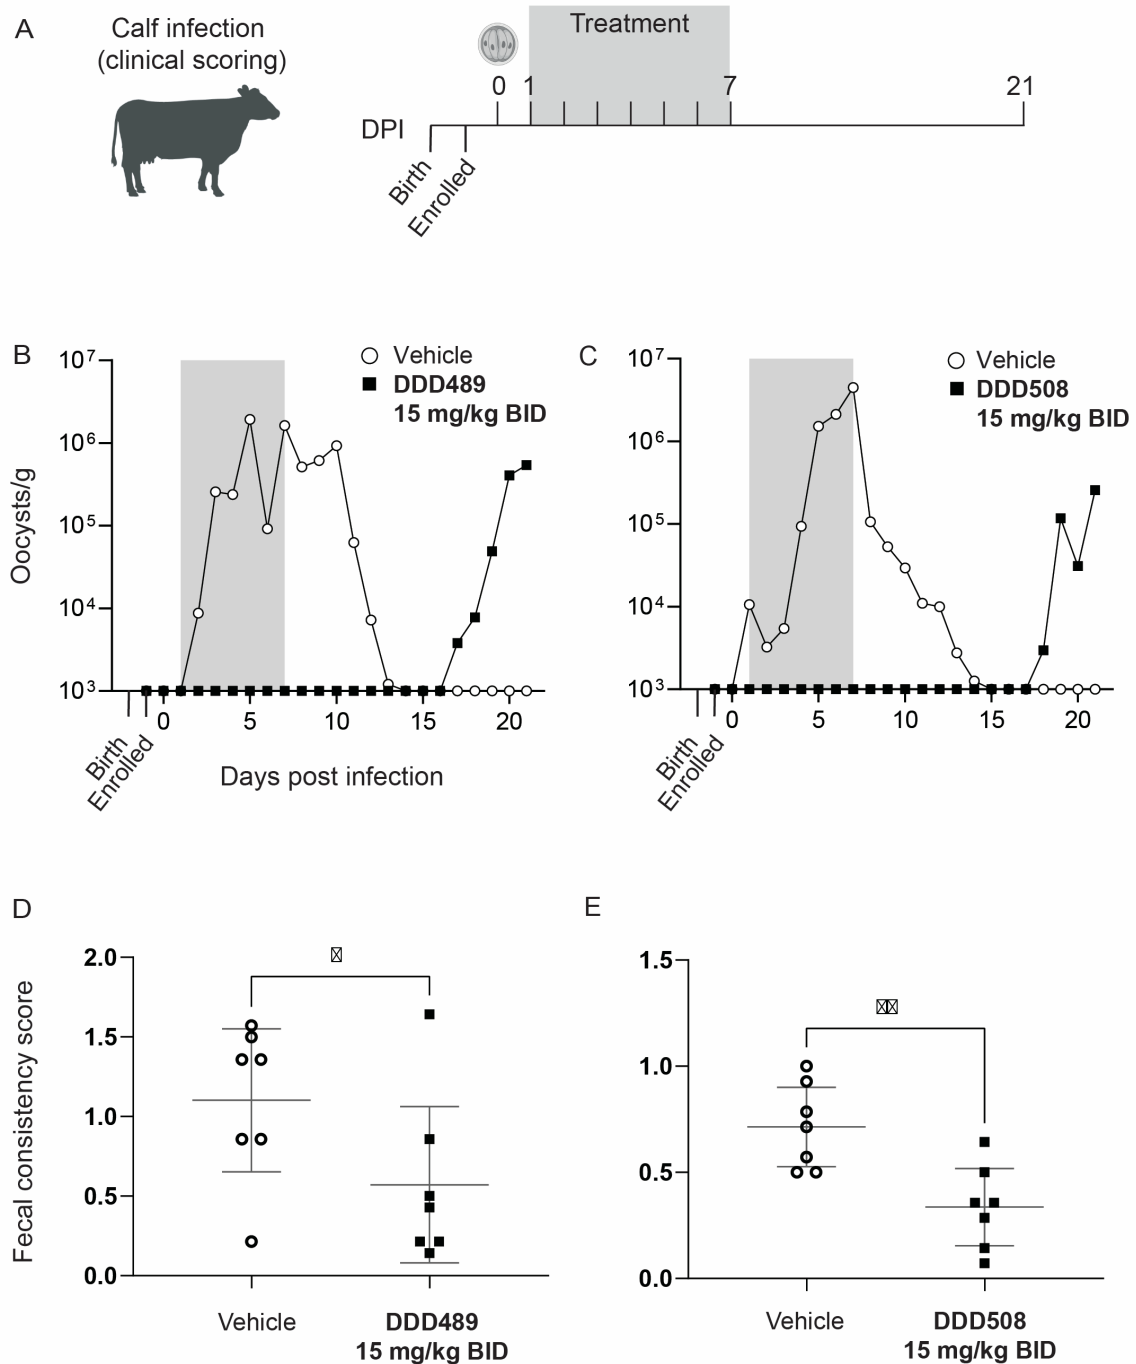 A
Calf infection
(clinical scoring)
Treatment
0 1 7 21
DPI
Birth
Enrolled
B
10⁷
10⁶
10⁵
10⁴
10³
Oocysts/g
Vehicle
DDD489
15 mg/kg BID
0 5 10 15 20
Birth
Enrolled
Days post infection
C
10⁷
10⁶
10⁵
10⁴
10³
Vehicle
DDD508
15 mg/kg BID
0 5 10 15 20
Birth
Enrolled
D
2.0
1.5
1.0
0.5
0.0
Fecal consistency score
Vehicle
DDD489
15 mg/kg BID
E
1.5
1.0
0.5
0.0
Vehicle
DDD508
15 mg/kg BID